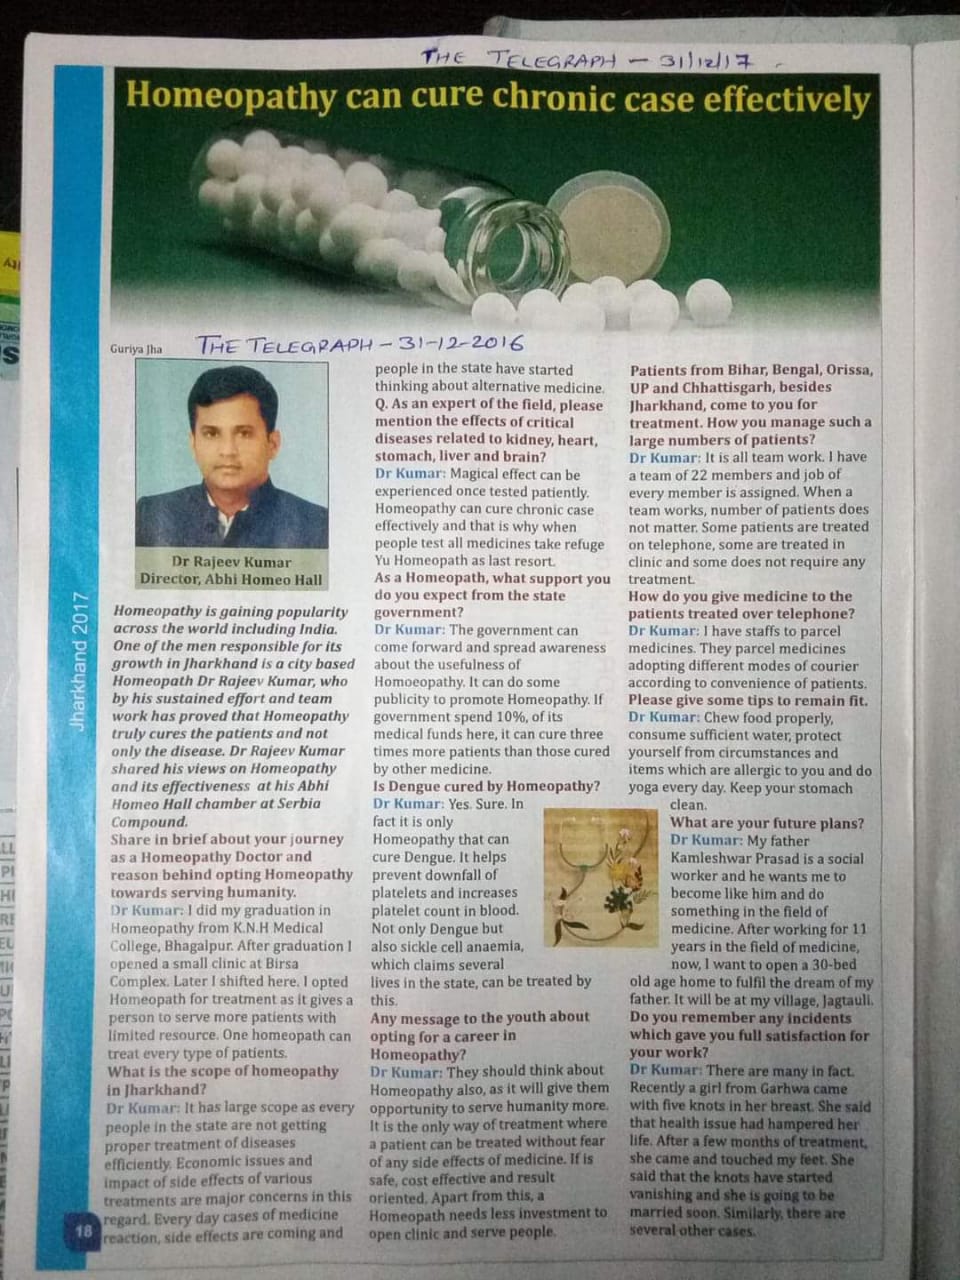 THE TELEGRAPH - 31/12/17
Homeopathy can cure chronic case effectively
Guriya Jha
THE TELEGRAPH - 31-12-2016
Dr Rajeev Kumar
Director, Abhi Homeo Hall
Homeopathy is gaining popularity
across the world including India.
One of the men responsible for its
growth in Jharkhand is a city based
Homeopath Dr Rajeev Kumar, who
by his sustained effort and team
work has proved that Homeopathy
truly cures the patients and not
only the disease. Dr Rajeev Kumar
shared his views on Homeopathy
and its effectiveness at his Abhi
Homeo Hall chamber at Serbia
Compound.
Share in brief about your journey
as a Homeopathy Doctor and
reason behind opting Homeopathy
towards serving humanity.
Dr Kumar: I did my graduation in
Homeopathy from K.N.H Medical
College, Bhagalpur. After graduation I
opened a small clinic at Birsa
Complex. Later I shifted here. I opted
Homeopath for treatment as it gives a
person to serve more patients with
limited resource. One homeopath can
treat every type of patients.
What is the scope of homeopathy
in Jharkhand?
Dr Kumar: It has large scope as every
people in the state are not getting
proper treatment of diseases
efficiently. Economic issues and
impact of side effects of various
treatments are major concerns in this
regard. Every day cases of medicine
reaction, side effects are coming and
people in the state have started
thinking about alternative medicine.
Q. As an expert of the field, please
mention the effects of critical
diseases related to kidney, heart,
stomach, liver and brain?
Dr Kumar: Magical effect can be
experienced once tested patiently.
Homeopathy can cure chronic case
effectively and that is why when
people test all medicines take refuge
Yu Homeopath as last resort.
As a Homeopath, what support you
do you expect from the state
government?
Dr Kumar: The government can
come forward and spread awareness
about the usefulness of
Homoeopathy. It can do some
publicity to promote Homeopathy. If
government spend 10%, of its
medical funds here, it can cure three
times more patients than those cured
by other medicine.
Is Dengue cured by Homeopathy?
Dr Kumar: Yes. Sure. In
fact it is only
Homeopathy that can
cure Dengue. It helps
prevent downfall of
platelets and increases
platelet count in blood.
Not only Dengue but
also sickle cell anaemia,
which claims several
lives in the state, can be treated by
this.
Any message to the youth about
opting for a career in
Homeopathy?
Dr Kumar: They should think about
Homeopathy also, as it will give them
opportunity to serve humanity more.
It is the only way of treatment where
a patient can be treated without fear
of any side effects of medicine. If is
safe, cost effective and result
oriented. Apart from this, a
Homeopath needs less investment to
open clinic and serve people.
Patients from Bihar, Bengal, Orissa,
UP and Chhattisgarh, besides
Jharkhand, come to you for
treatment. How you manage such a
large numbers of patients?
Dr Kumar: It is all team work. I have
a team of 22 members and job of
every member is assigned. When a
team works, number of patients does
not matter. Some patients are treated
on telephone, some are treated in
clinic and some does not require any
treatment.
How do you give medicine to the
patients treated over telephone?
Dr Kumar: I have staffs to parcel
medicines. They parcel medicines
adopting different modes of courier
according to convenience of patients.
Please give some tips to remain fit.
Dr Kumar: Chew food properly,
consume sufficient water, protect
yourself from circumstances and
items which are allergic to you and do
yoga every day. Keep your stomach
clean.
What are your future plans?
Dr Kumar: My father
Kamleshwar Prasad is a social
worker and he wants me to
become like him and do
something in the field of
medicine. After working for 11
years in the field of medicine,
now, I want to open a 30-bed
old age home to fulfil the dream of my
father. It will be at my village, Jagtauli.
Do you remember any incidents
which gave you full satisfaction for
your work?
Dr Kumar: There are many in fact.
Recently a girl from Garhwa came
with five knots in her breast. She said
that health issue had hampered her
life. After a few months of treatment,
she came and touched my feet. She
said that the knots have started
vanishing and she is going to be
married soon. Similarly, there are
several other cases.
Jharkhand 2017
18